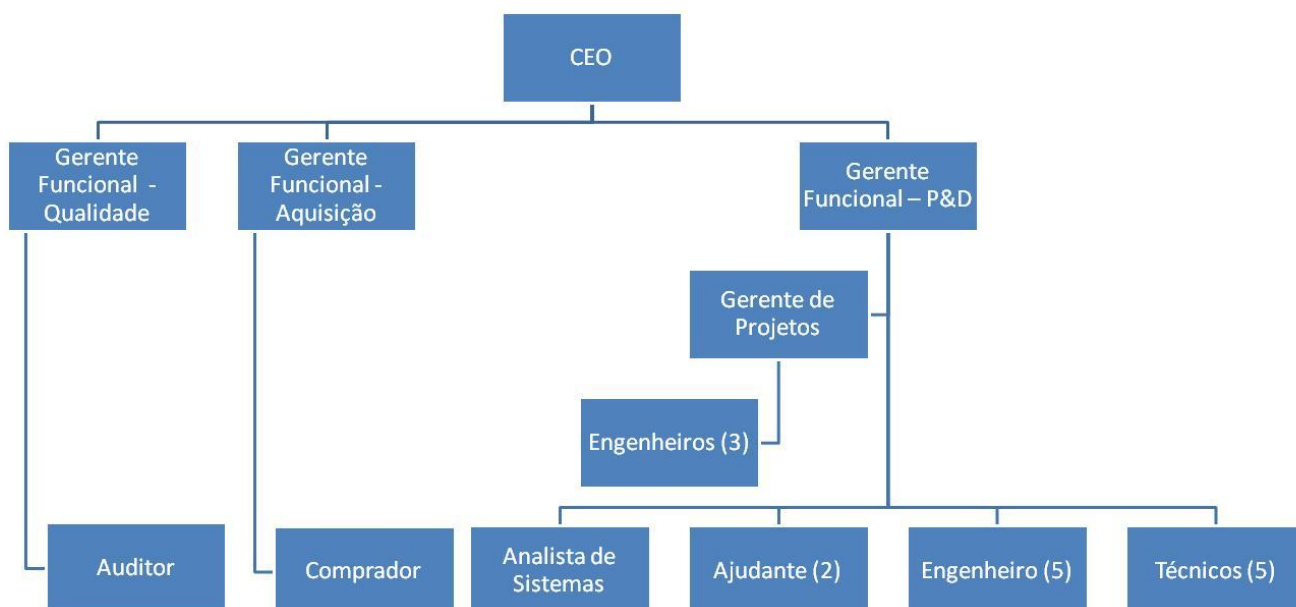 CEO
Gerente
Funcional -
Qualidade
Gerente
Funcional -
Aquisição
Gerente
Funcional – P&D
Gerente de
Projetos
Engenheiros (3)
Auditor
Comprador
Analista de
Sistemas
Ajudante (2)
Engenheiro (5)
Técnicos (5)